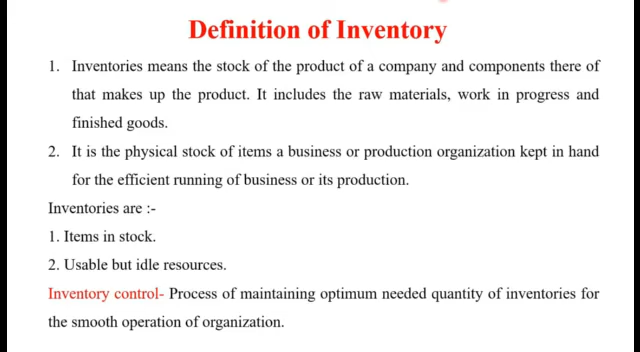 Definition of Inventory
1. Inventories means the stock of the product of a company and components there of
that makes up the product. It includes the raw materials, work in progress and
finished goods.
2. It is the physical stock of items a business or production organization kept in hand
for the efficient running of business or its production.
Inventories are :-
1. Items in stock.
2. Usable but idle resources.
Inventory control- Process of maintaining optimum needed quantity of inventories for
the smooth operation of organization.